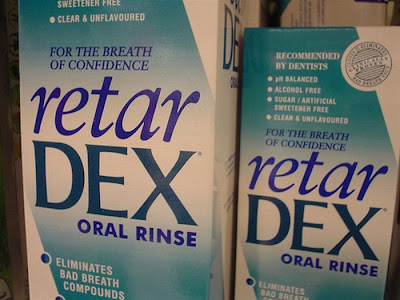 SWEETENER FREE
CLEAR & UNFLAVOURED
FOR THE BREATH
OF CONFIDENCE
retar
DEX
ORAL RINSE
ELIMINATES
BAD BREATH
COMPOUNDS
RECOMMENDED
BY DENTISTS
pH BALANCED
ALCOHOL FREE
SUGAR / ARTIFICIAL
SWEETENER FREE
CLEAR & UNFLAVOURED
FOR THE BREATH
OF CONFIDENCE
retar
DEX
ORAL RINSE
ELIMINATES
BAD BREATH